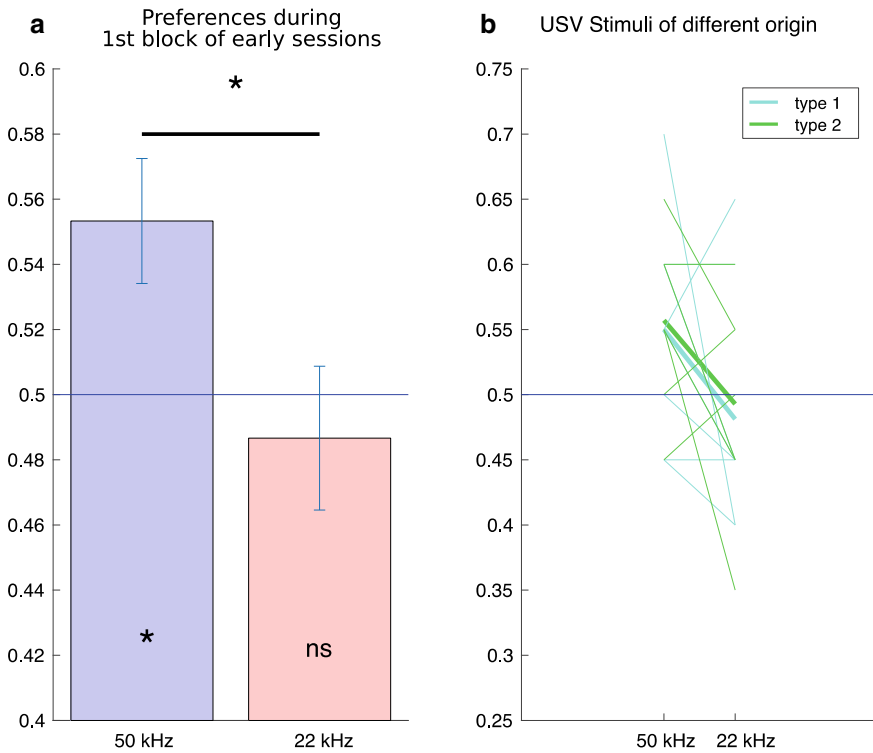 a
Preferences during
1st block of early sessions
0.6
0.58
0.56
0.54
0.52
0.5
0.48
0.46
0.44
0.42
0.4
*
*
ns
50 kHz
22 kHz
b
USV Stimuli of different origin
0.75
0.7
0.65
0.6
0.55
0.5
0.45
0.4
0.35
0.3
0.25
type 1
type 2
50 kHz
22 kHz